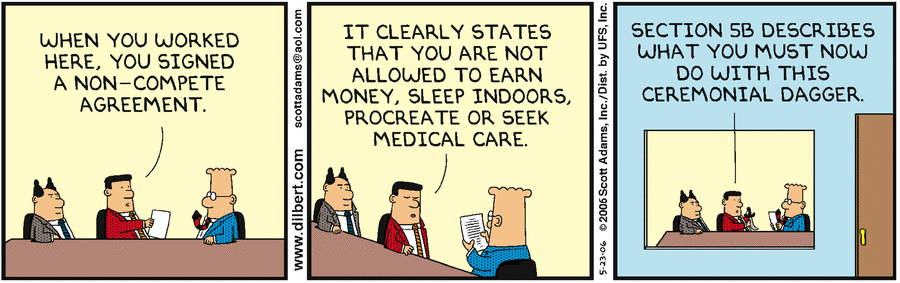 WHEN YOU WORKED
HERE, YOU SIGNED
A NON-COMPETE
AGREEMENT.
www.dilbert.com scottadams@aol.com
IT CLEARLY STATES
THAT YOU ARE NOT
ALLOWED TO EARN
MONEY, SLEEP INDOORS,
PROCREATE OR SEEK
MEDICAL CARE.
5-23-06 © 2006 Scott Adams, Inc./Dist. by UFS, Inc.
SECTION 5B DESCRIBES
WHAT YOU MUST NOW
DO WITH THIS
CEREMONIAL DAGGER.